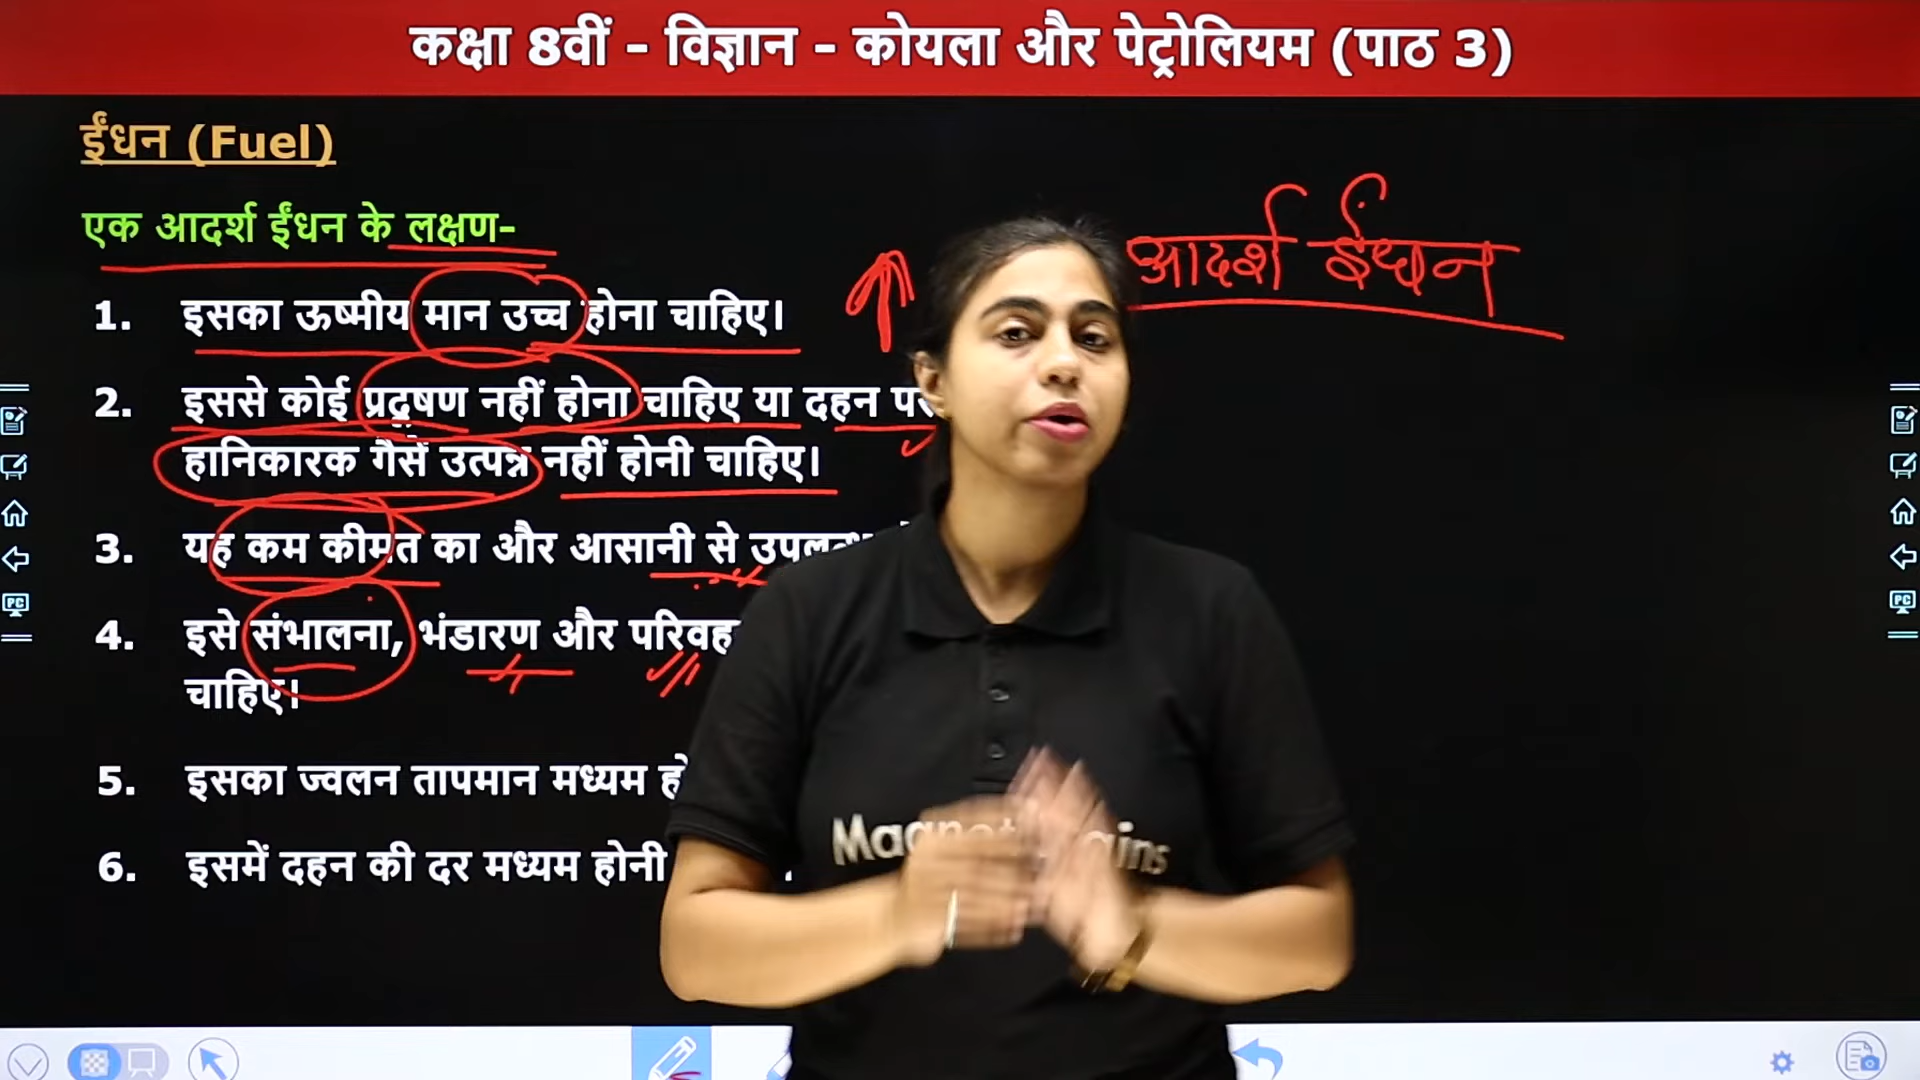 कक्षा 8वीं - विज्ञान - कोयला और पेट्रोलियम (पाठ 3)
ईंधन (Fuel)
एक आदर्श ईंधन के लक्षण-
आदर्श ईंधन
1. इसका ऊष्मीय मान उच्च होना चाहिए।
2. इससे कोई प्रदूषण नहीं होना चाहिए या दहन पर
हानिकारक गैसें उत्पन्न नहीं होनी चाहिए।
3. यह कम कीमत का और आसानी से
4. इसे संभालना, भंडारण और
चाहिए।
5. इसका ज्वलन तापमान मध्यम
6. इसमें दहन की दर मध्यम होनी
PC
PC